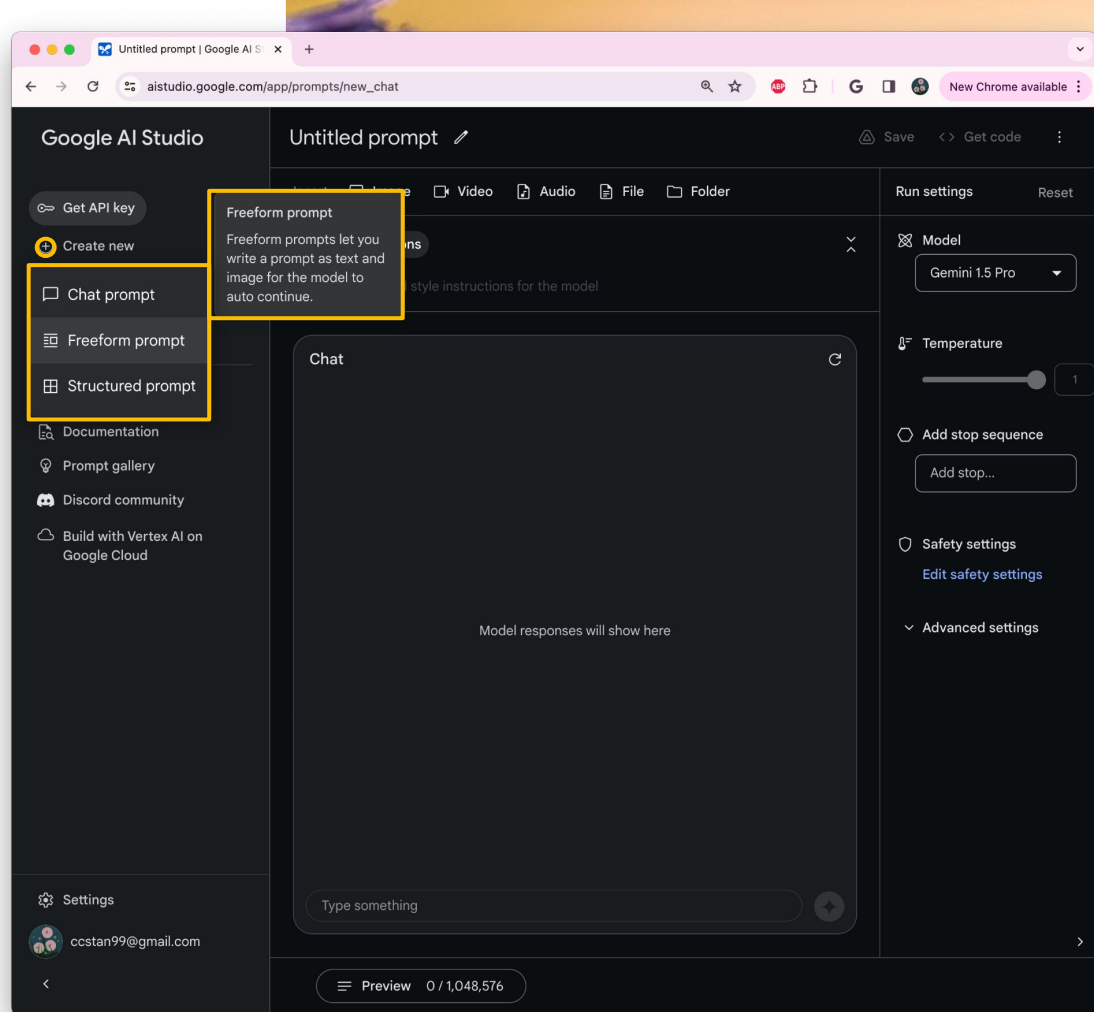 Untitled prompt | Google AI S
aistudio.google.com/app/prompts/new_chat
ABP
G
New Chrome available
Google AI Studio
Get API key
Create new
Chat prompt
Freeform prompt
Structured prompt
Documentation
Prompt gallery
Discord community
Build with Vertex AI on
Google Cloud
Settings
ccstan99@gmail.com
Freeform prompt
Freeform prompts let you
write a prompt as text and
image for the model to
auto continue.
Untitled prompt
Save
<> Get code
Video
Audio
File
Folder
style instructions for the model
Chat
Model responses will show here
Type something
Preview 0 / 1,048,576
Run settings
Reset
Model
Gemini 1.5 Pro
Temperature
1
Add stop sequence
Add stop...
Safety settings
Edit safety settings
Advanced settings